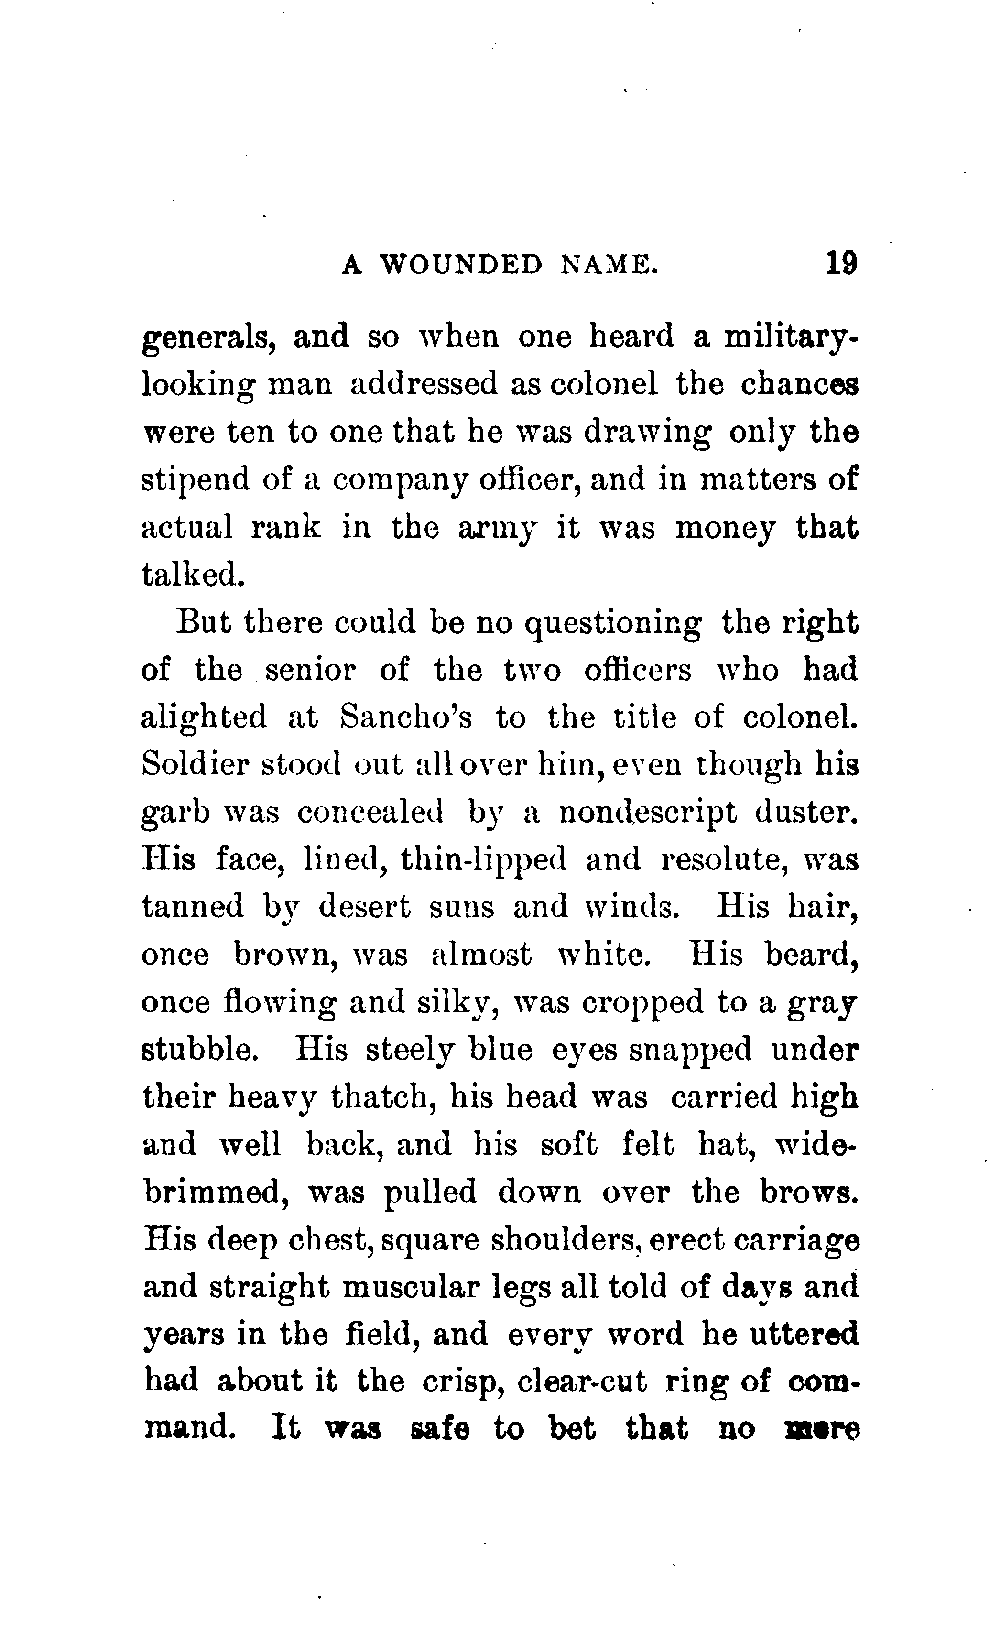 A WOUNDED NAME. 19
generals, and so when one heard a military-
looking man addressed as colonel the chances
were ten to one that he was drawing only the
stipend of a company officer, and in matters of
actual rank in the army it was money that
talked.
But there could be no questioning the right
of the senior of the two officers who had
alighted at Sancho's to the title of colonel.
Soldier stood out all over him, even though his
garb was concealed by a nondescript duster.
His face, lined, thin-lipped and resolute, was
tanned by desert suns and winds. His hair,
once brown, was almost white. His beard,
once flowing and silky, was cropped to a gray
stubble. His steely blue eyes snapped under
their heavy thatch, his head was carried high
and well back, and his soft felt hat, wide-
brimmed, was pulled down over the brows.
His deep chest, square shoulders, erect carriage
and straight muscular legs all told of days and
years in the field, and every word he uttered
had about it the crisp, clear-cut ring of com-
mand. It was safe to bet that no mere